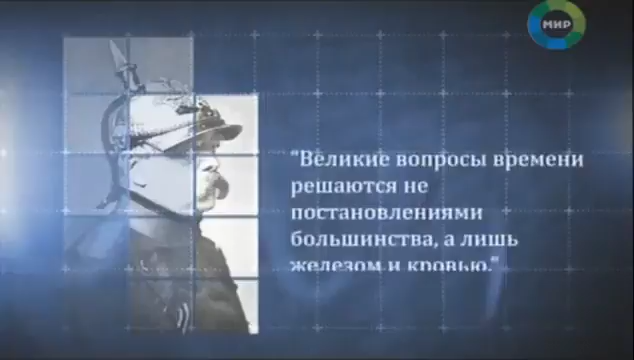 МИР
"Великие вопросы времени
решаются не
постановлениями
большинства, а лишь
железом и кровью."